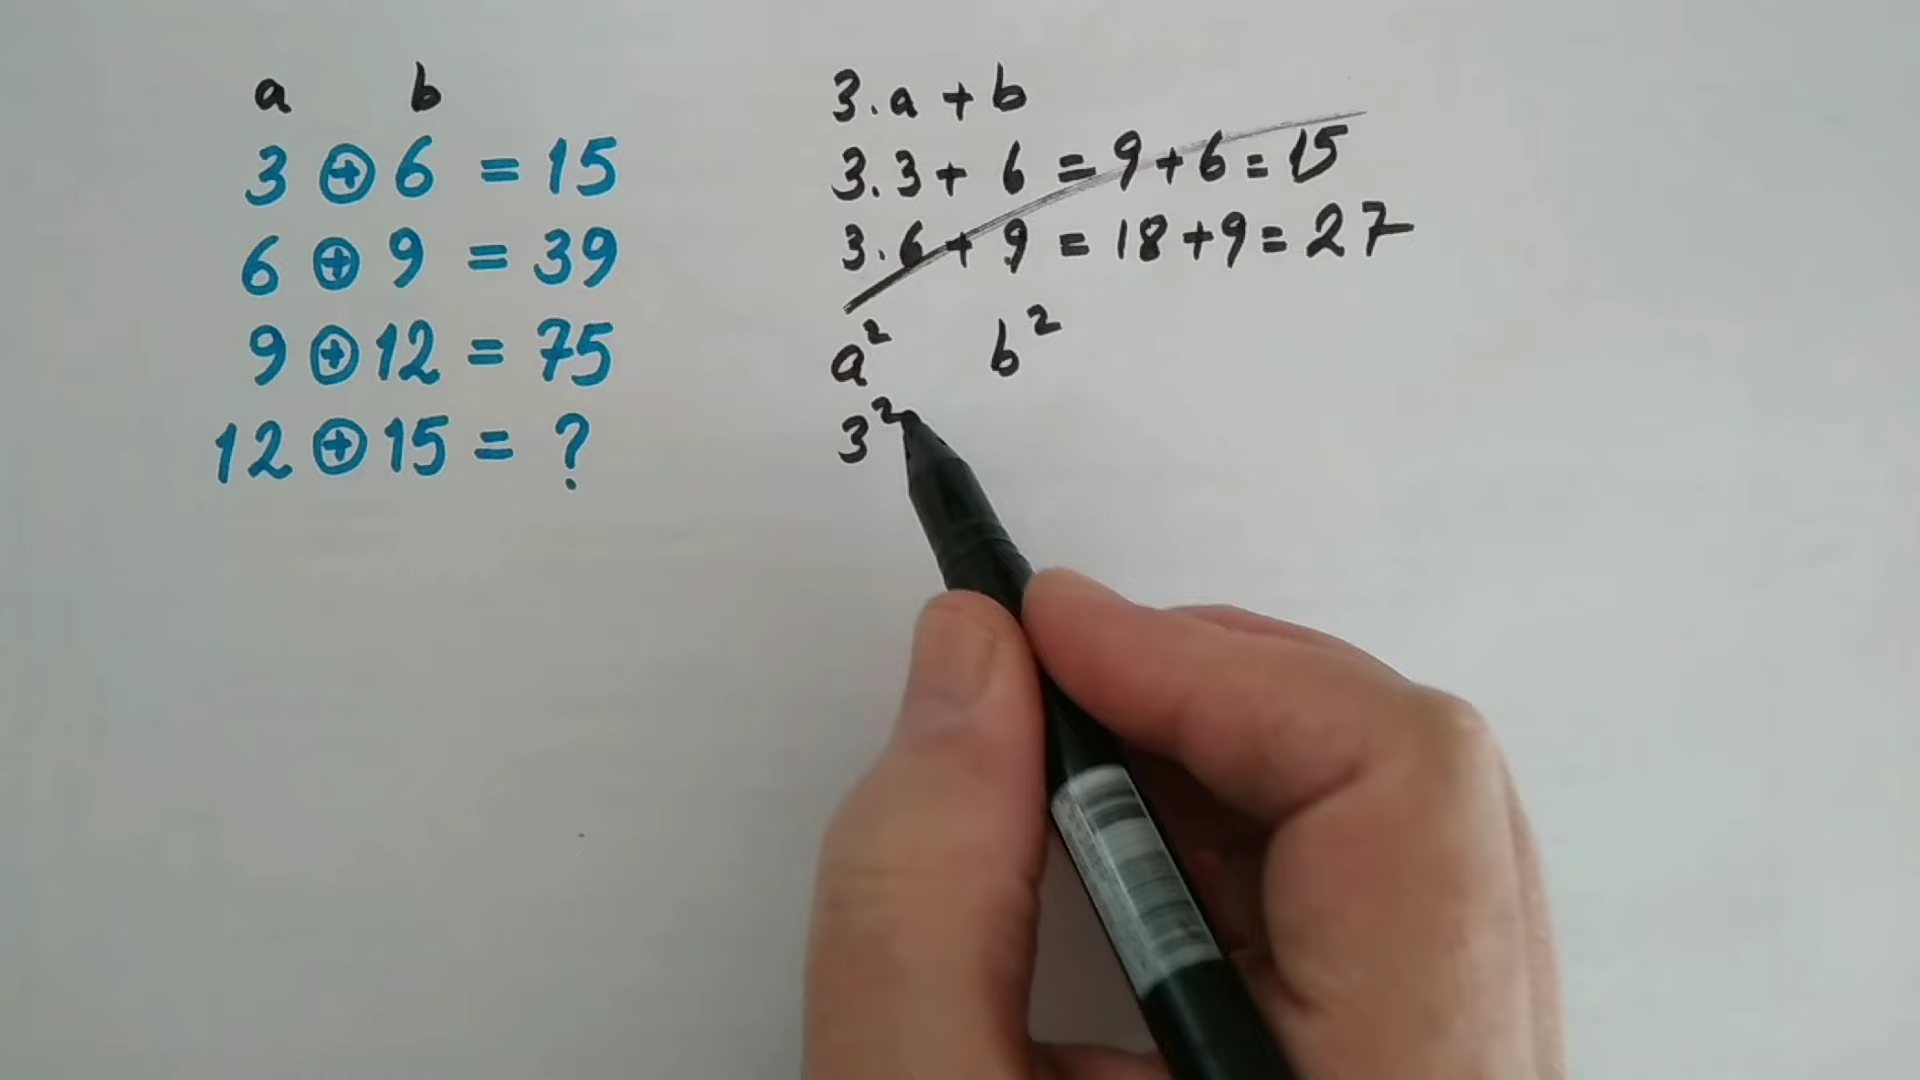 a b
3 ⊕ 6 = 15
6 ⊕ 9 = 39
9 ⊕ 12 = 75
12 ⊕ 15 = ?
3.a + b
3.3 + 6 = 9 + 6 = 15
3.6 + 9 = 18 + 9 = 27
a² b²
3²